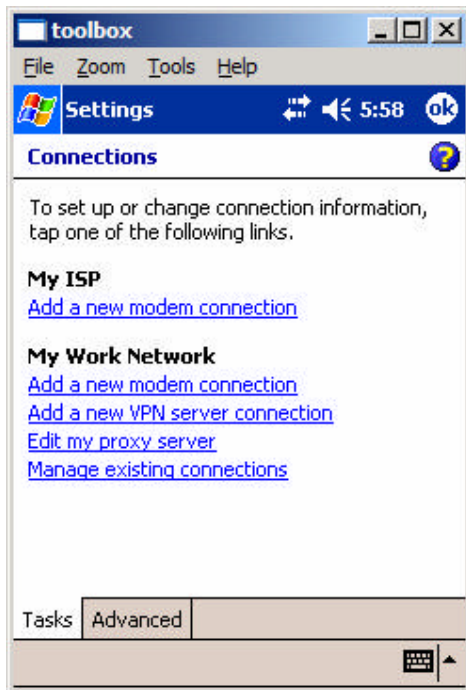 toolbox
File Zoom Tools Help
Settings 5:58 ok
Connections ?
To set up or change connection information,
tap one of the following links.
My ISP
Add a new modem connection
My Work Network
Add a new modem connection
Add a new VPN server connection
Edit my proxy server
Manage existing connections
Tasks Advanced